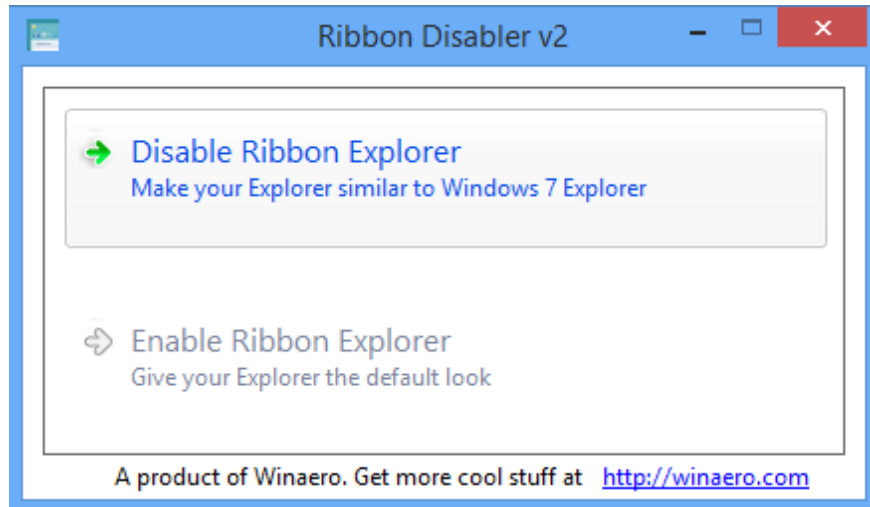 Ribbon Disabler v2
Disable Ribbon Explorer
Make your Explorer similar to Windows 7 Explorer
Enable Ribbon Explorer
Give your Explorer the default look
A product of Winaero. Get more cool stuff at http://winaero.com